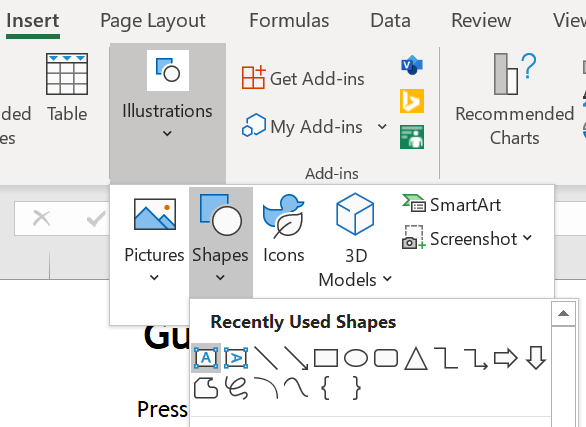 Insert Page Layout Formulas Data Review View
ded Table Illustrations Get Add-ins Recommended
es My Add-ins Charts
Add-ins
Pictures Shapes Icons 3D Models SmartArt
Screenshot
Recently Used Shapes
A A
{ }
Gu
Press